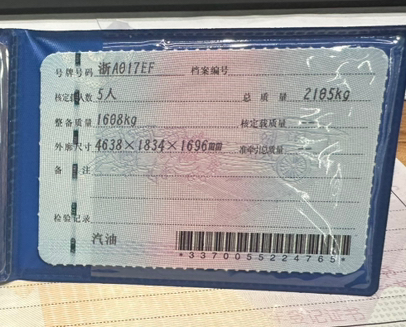 号牌号码 浙A017EF 档案编号
核定载人数 5人 总质量 2105kg
整备质量 1608kg 核定载质量
外廓尺寸 4638×1834×1696mm 准牵引总质量
备注
检验记录
汽油
*3370055224765*